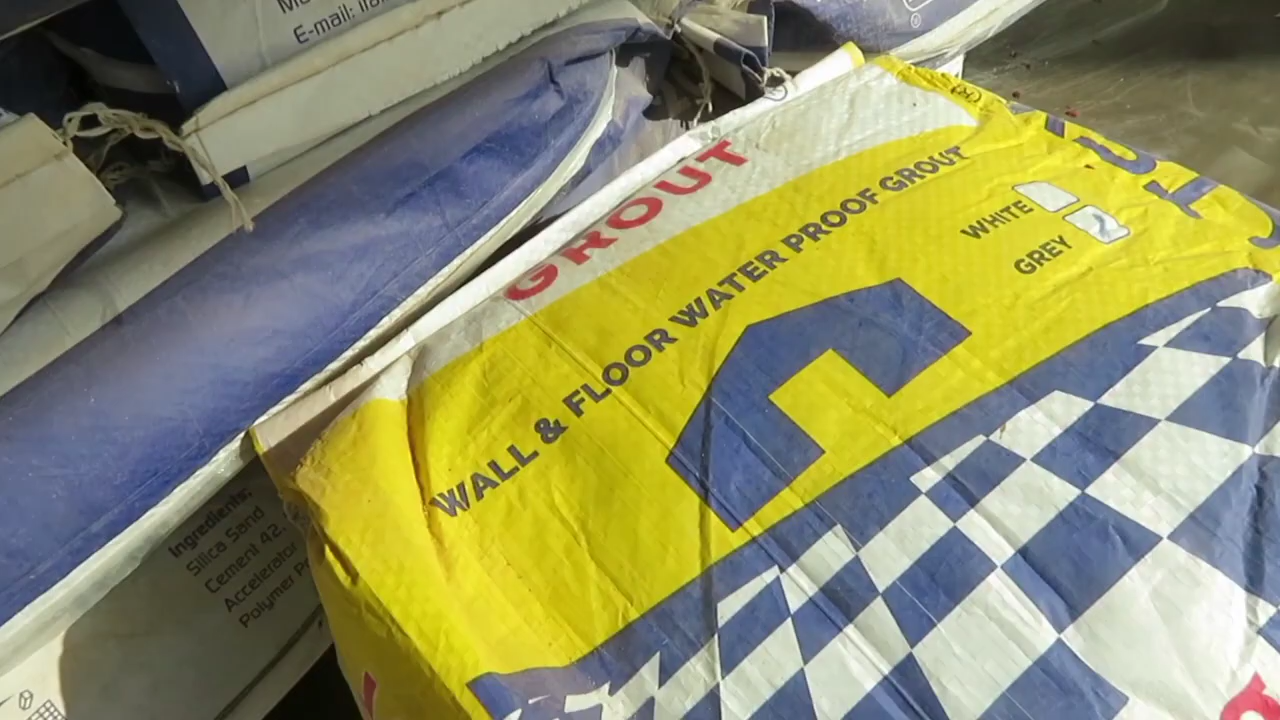 E-mail:
GROUT
WALL & FLOOR WATER PROOF GROUT
WHITE
GREY
Ingredients:
Silica Sand
Cement 42.
Accelerator
Polymer